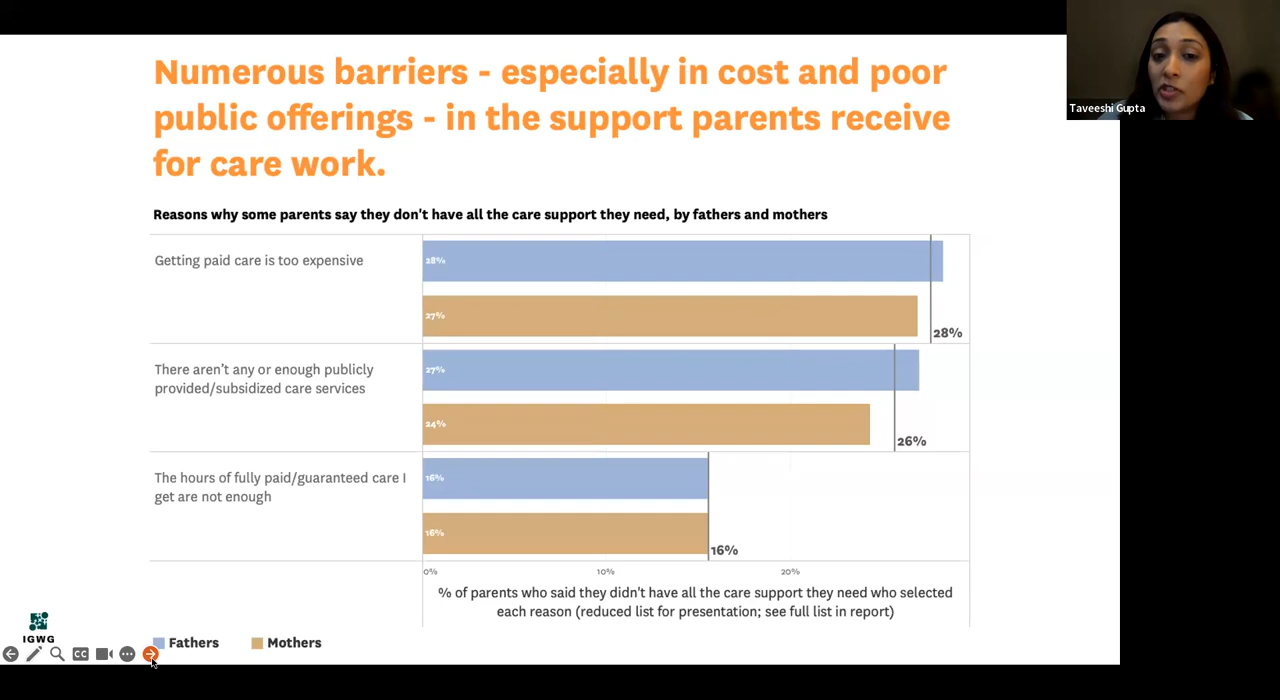 Numerous barriers - especially in cost and poor
public offerings - in the support parents receive
for care work.
Taveeshi Gupta
Reasons why some parents say they don't have all the care support they need, by fathers and mothers
Getting paid care is too expensive
28%
27%
28%
There aren't any or enough publicly
provided/subsidized care services
27%
24%
26%
The hours of fully paid/guaranteed care I
get are not enough
16%
16%
16%
0%
10%
20%
% of parents who said they didn't have all the care support they need who selected
each reason (reduced list for presentation; see full list in report)
IGWG
Fathers
Mothers
CC